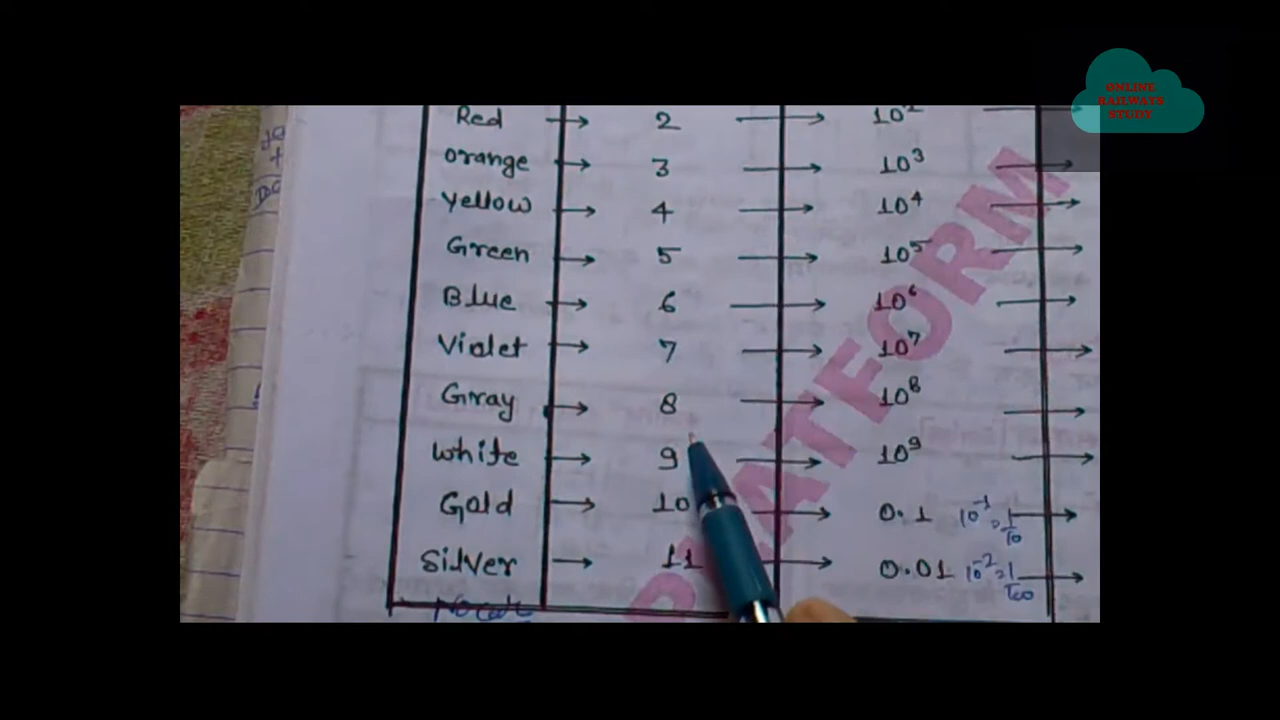 ONLINE
RAILWAYS
STUDY
Red → 2 → 10²
Orange → 3 → 10³ →
Yellow → 4 → 10⁴ →
Green → 5 → 10⁵ →
Blue → 6 → 10⁶ →
Violet → 7 → 10⁷ →
Gray → 8 → 10⁸ →
White → 9 → 10⁹ →
Gold → 10 → 0.1 10⁻¹ = 1/10 →
Silver → 11 → 0.01 10⁻² = 1/100 →
ATEFORM